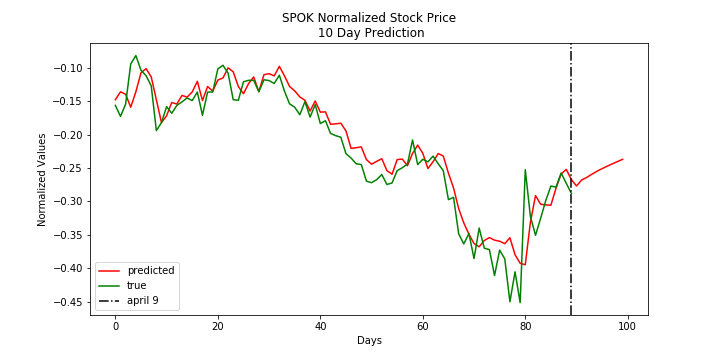 SPOK Normalized Stock Price
10 Day Prediction
Normalized Values
−0.10
−0.15
−0.20
−0.25
−0.30
−0.35
−0.40
−0.45
predicted
true
april 9
0
20
40
60
80
100
Days